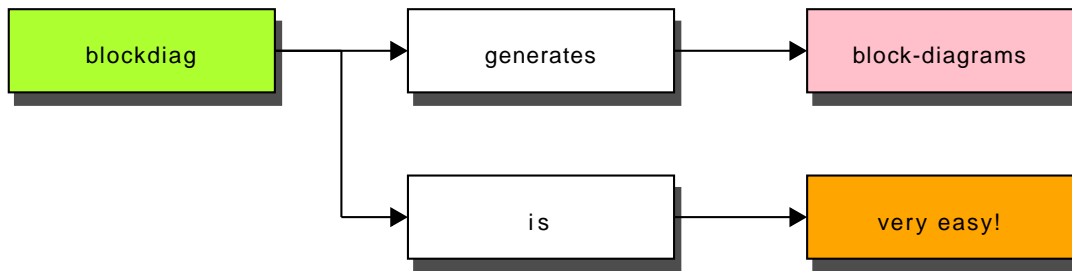 blockdiag
generates
block-diagrams
is
very easy!